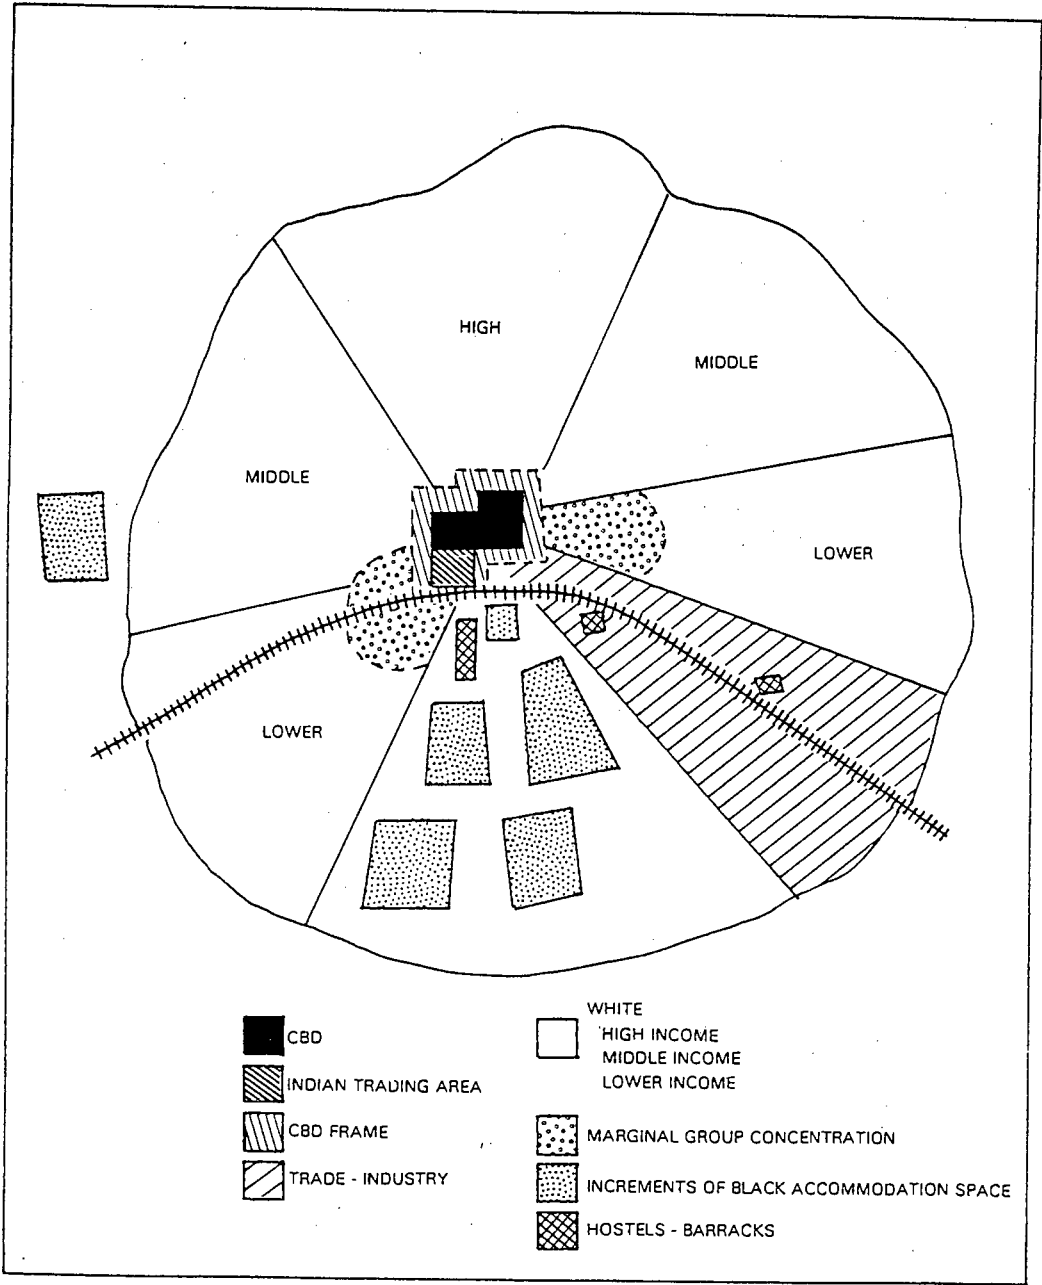 HIGH
MIDDLE
MIDDLE
LOWER
LOWER
CBD
INDIAN TRADING AREA
CBD FRAME
TRADE - INDUSTRY
WHITE
HIGH INCOME
MIDDLE INCOME
LOWER INCOME
MARGINAL GROUP CONCENTRATION
INCREMENTS OF BLACK ACCOMMODATION SPACE
HOSTELS - BARRACKS